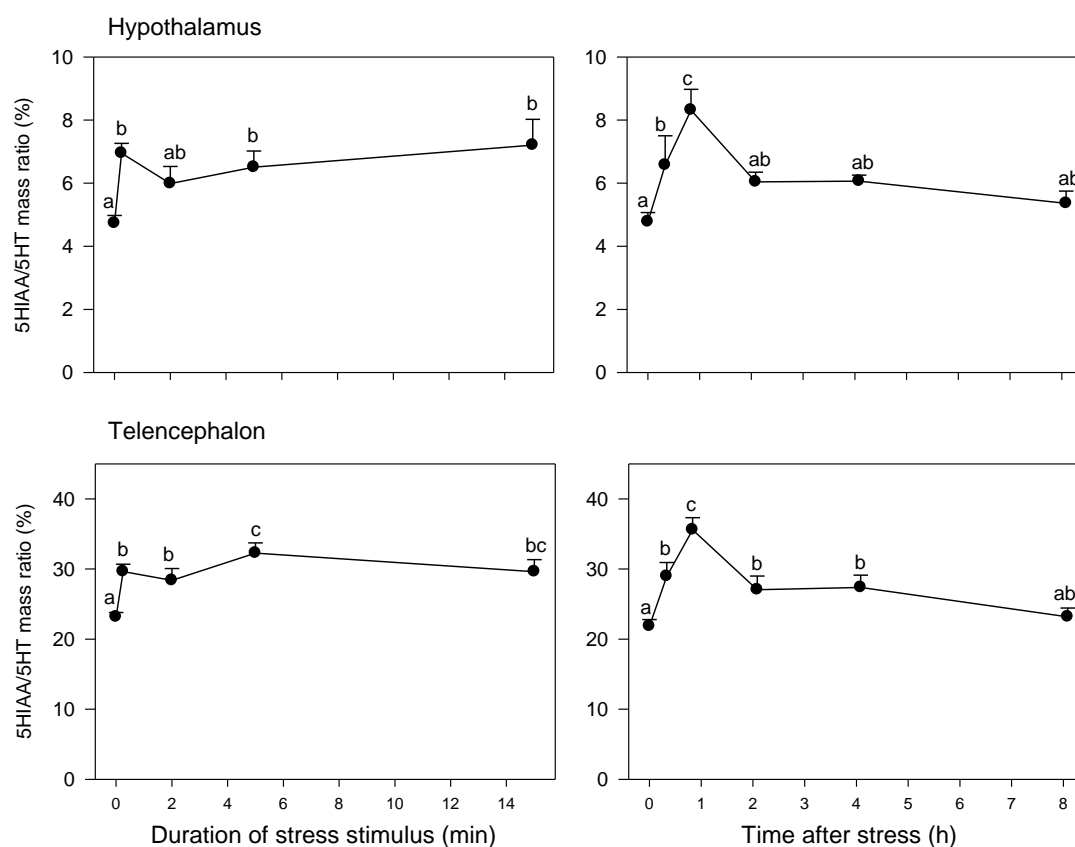 Hypothalamus
5HIAA/5HT mass ratio (%)
10
8
6
4
2
0
a
b
ab
b
b
10
8
6
4
2
0
a
b
c
ab
ab
ab
Telencephalon
5HIAA/5HT mass ratio (%)
40
30
20
10
0
a
b
b
c
bc
0 2 4 6 8 10 12 14
Duration of stress stimulus (min)
40
30
20
10
0
a
b
c
b
b
ab
0 1 2 3 4 5 6 7 8
Time after stress (h)